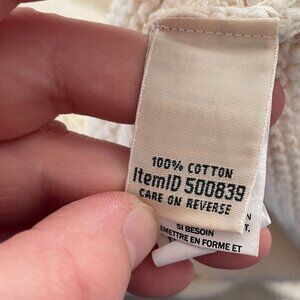 100% COTTON
ItemID 500839
CARE ON REVERSE
SI BESOIN
EMETTRE EN FORME ET